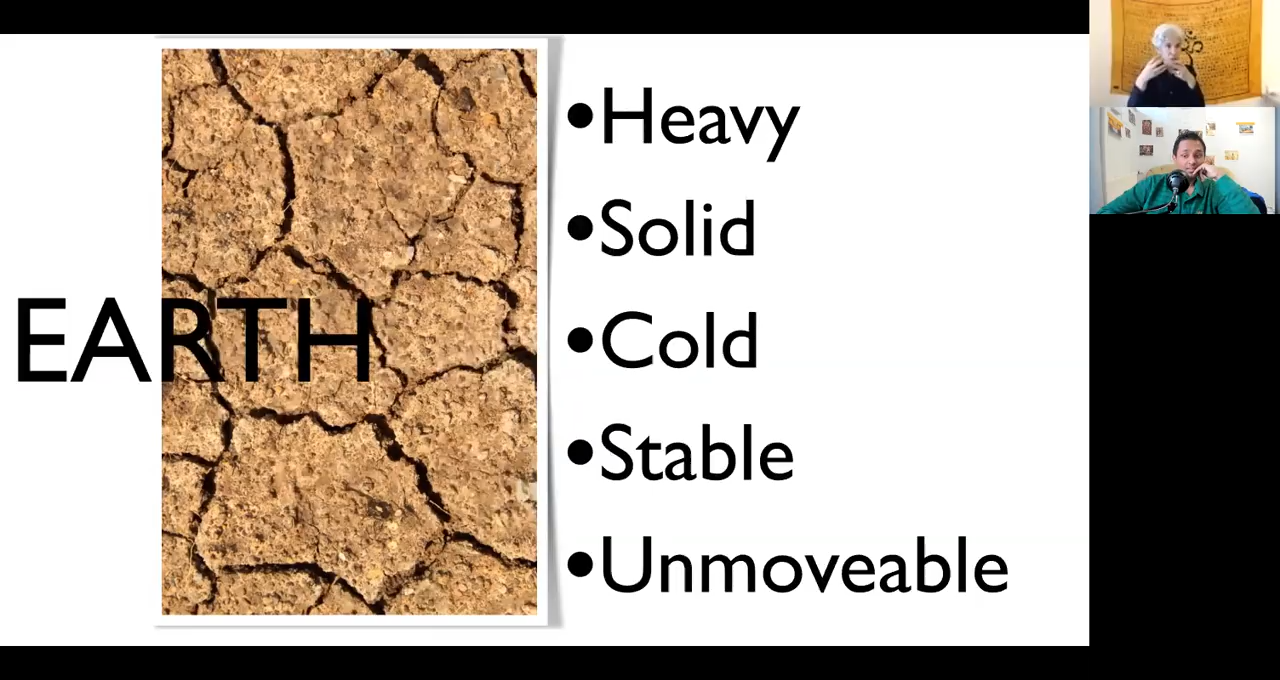 EARTH
•Heavy
•Solid
•Cold
•Stable
•Unmoveable